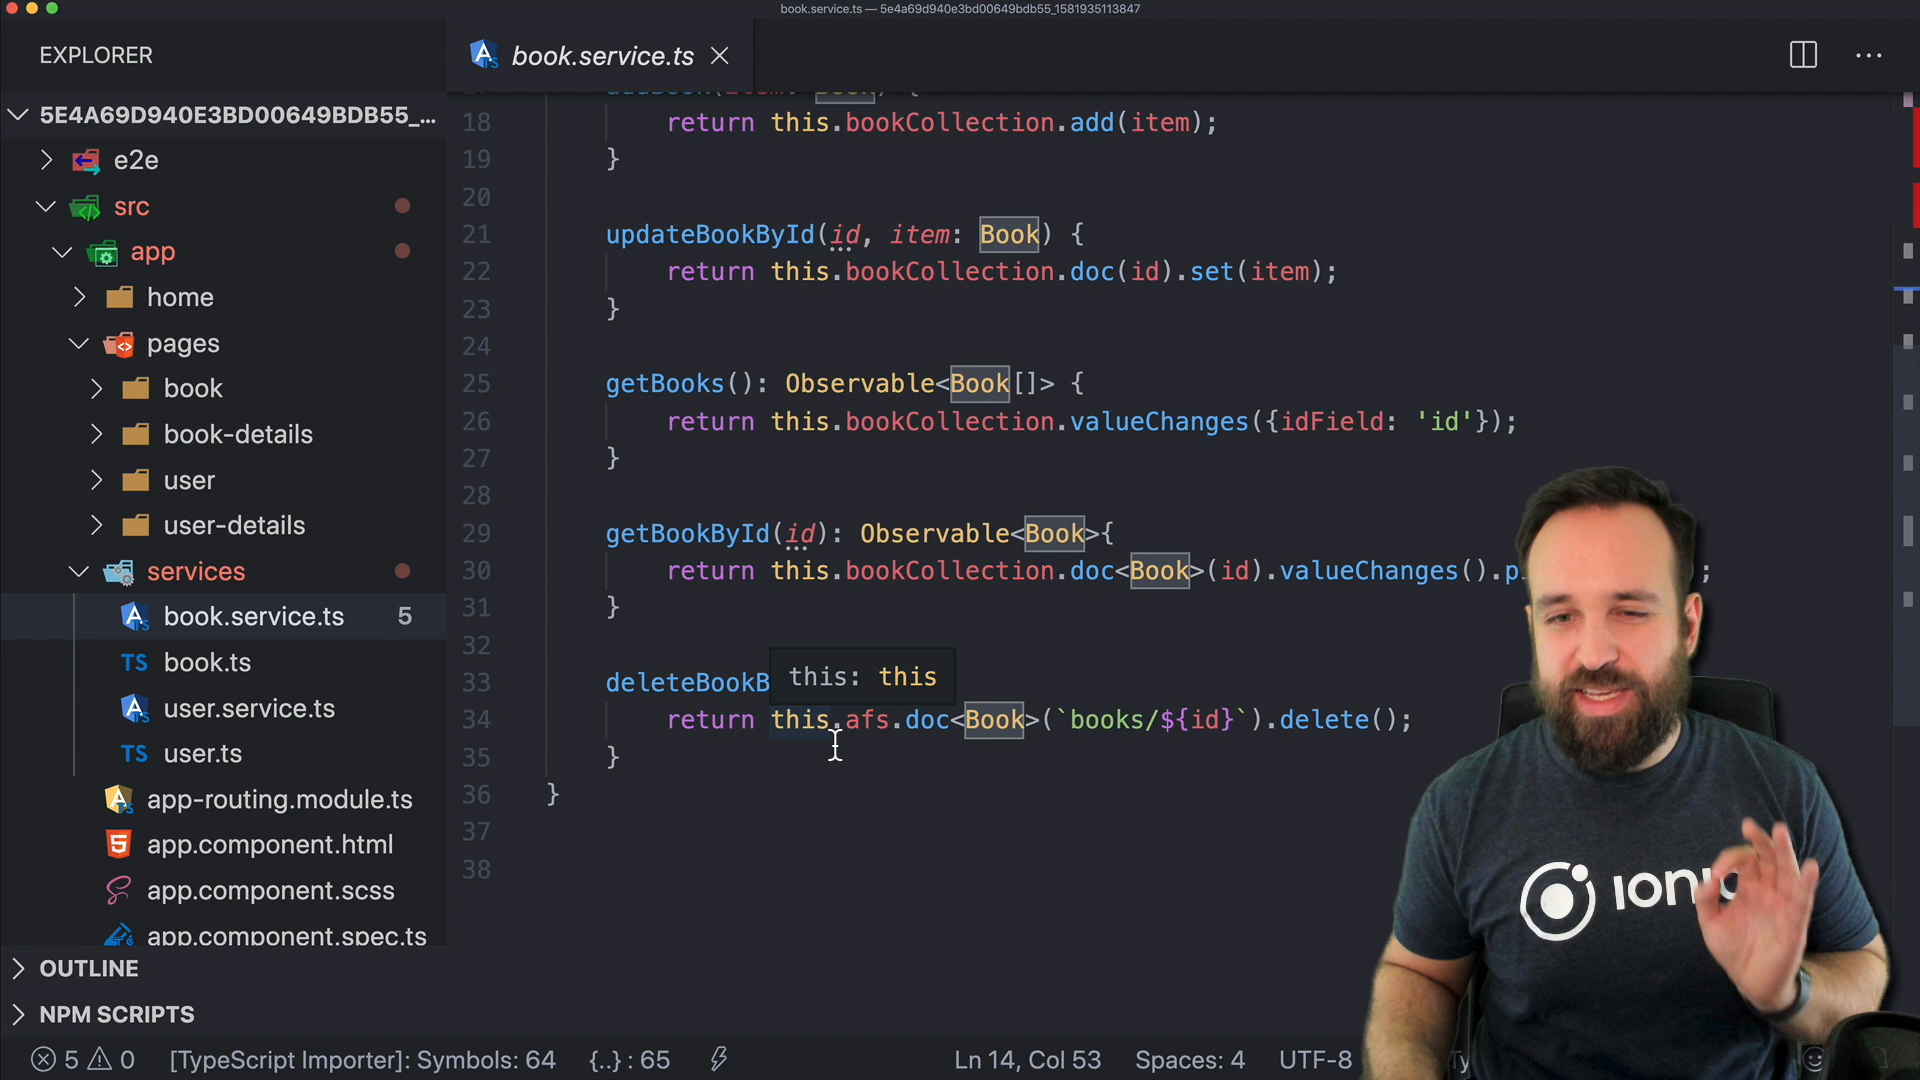 book.service.ts — 5e4a69d940e3bd00649bdb55_1581935113847
EXPLORER
book.service.ts
5E4A69D940E3BD00649BDB55_...
e2e
src
app
home
pages
book
book-details
user
user-details
services
book.service.ts 5
book.ts
user.service.ts
user.ts
app-routing.module.ts
app.component.html
app.component.scss
app.component.spec.ts
OUTLINE
NPM SCRIPTS
18 return this.bookCollection.add(item);
19 }
20
21 updateBookById(id, item: Book) {
22 return this.bookCollection.doc(id).set(item);
23 }
24
25 getBooks(): Observable<Book[]> {
26 return this.bookCollection.valueChanges({idField: 'id'});
27 }
28
29 getBookById(id): Observable<Book>{
30 return this.bookCollection.doc<Book>(id).valueChanges().p ;
31 }
32
this: this
33 deleteBookB
34 return this.afs.doc<Book>(`books/${id}`).delete();
35 }
36 }
37
38
5 0 [TypeScript Importer]: Symbols: 64 {..} : 65 Ln 14, Col 53 Spaces: 4 UTF-8